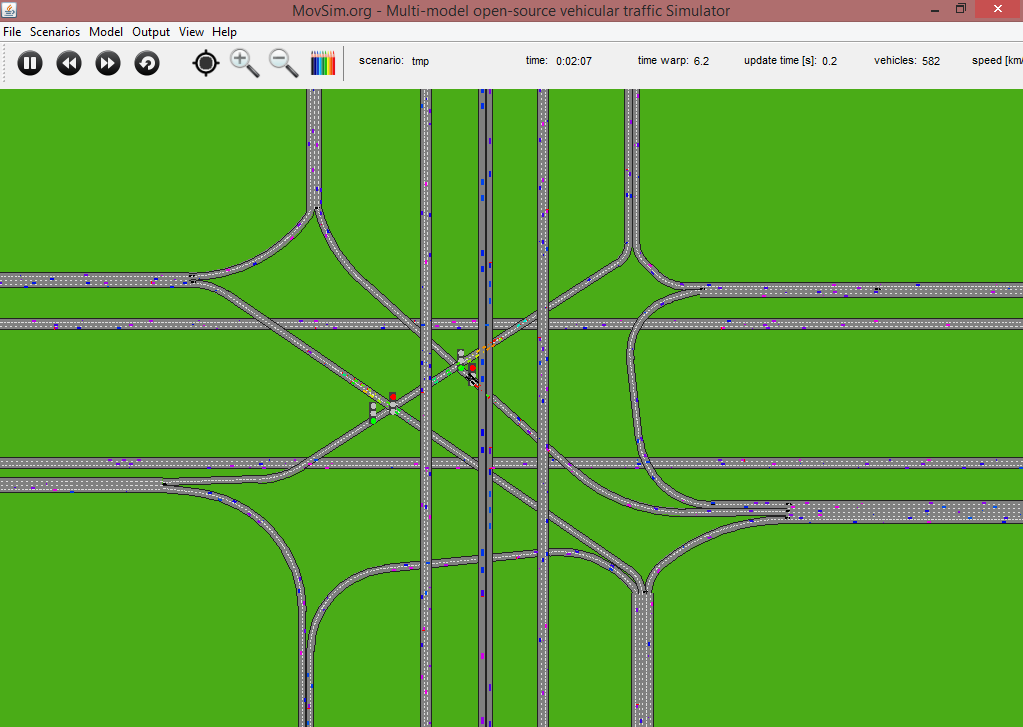 MovSim.org - Multi-model open-source vehicular traffic Simulator
File Scenarios Model Output View Help
scenario: tmp time: 0:02:07 time warp: 6.2 update time [s]: 0.2 vehicles: 582 speed [km/